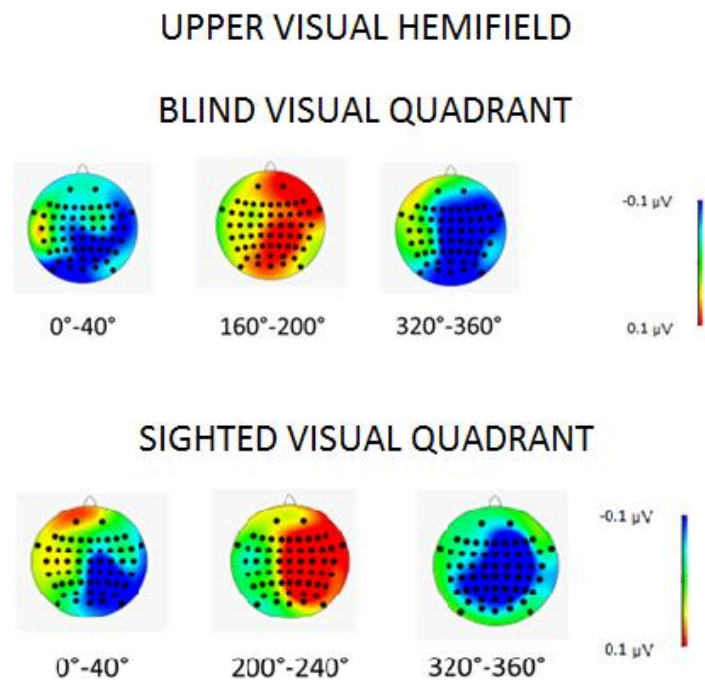 UPPER VISUAL HEMIFIELD
BLIND VISUAL QUADRANT
-0.1 µV
0.1 µV
0°-40° 160°-200° 320°-360°
SIGHTED VISUAL QUADRANT
-0.1 µV
0.1 µV
0°-40° 200°-240° 320°-360°